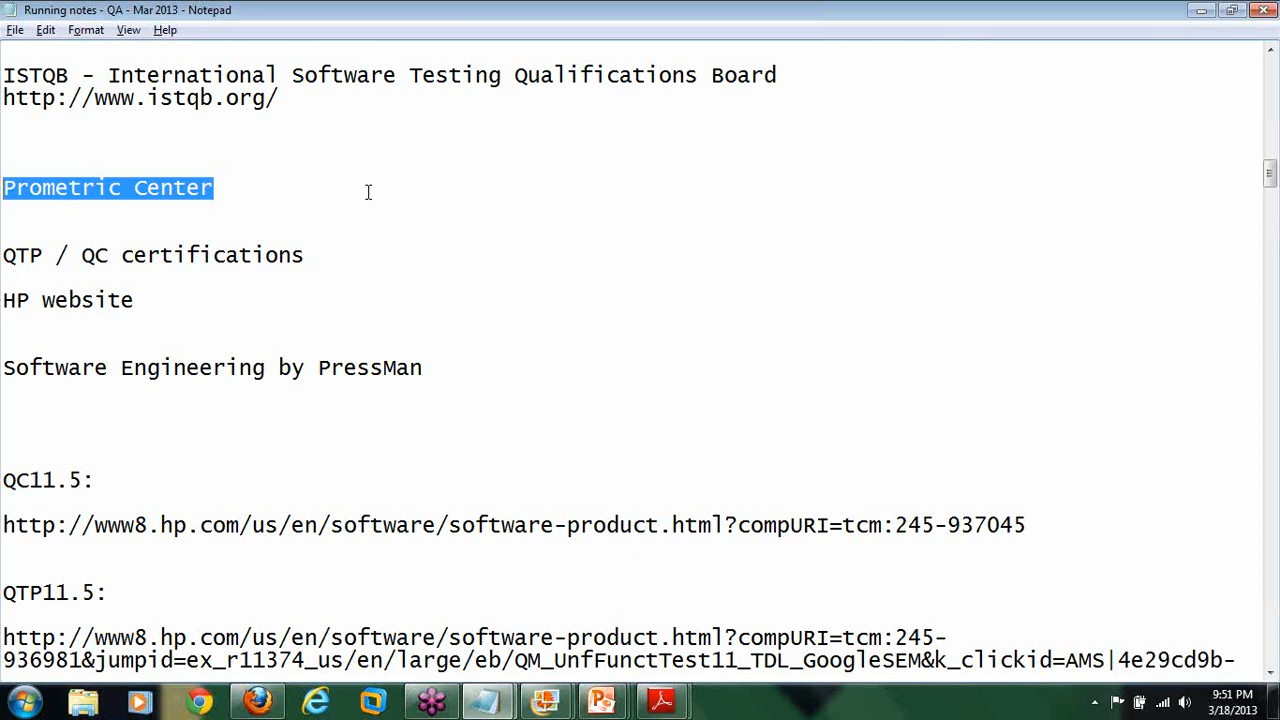 Running notes - QA - Mar 2013 - Notepad
File Edit Format View Help
ISTQB - International Software Testing Qualifications Board
http://www.istqb.org/
Prometric Center
QTP / QC certifications
HP website
Software Engineering by PressMan
QC11.5:
http://www8.hp.com/us/en/software/software-product.html?compURI=tcm:245-937045
QTP11.5:
http://www8.hp.com/us/en/software/software-product.html?compURI=tcm:245-
936981&jumpid=ex_r11374_us/en/large/eb/QM_UnfFunctTest11_TDL_GoogleSEM&k_clickid=AMS|4e29cd9b-
9:51 PM
3/18/2013